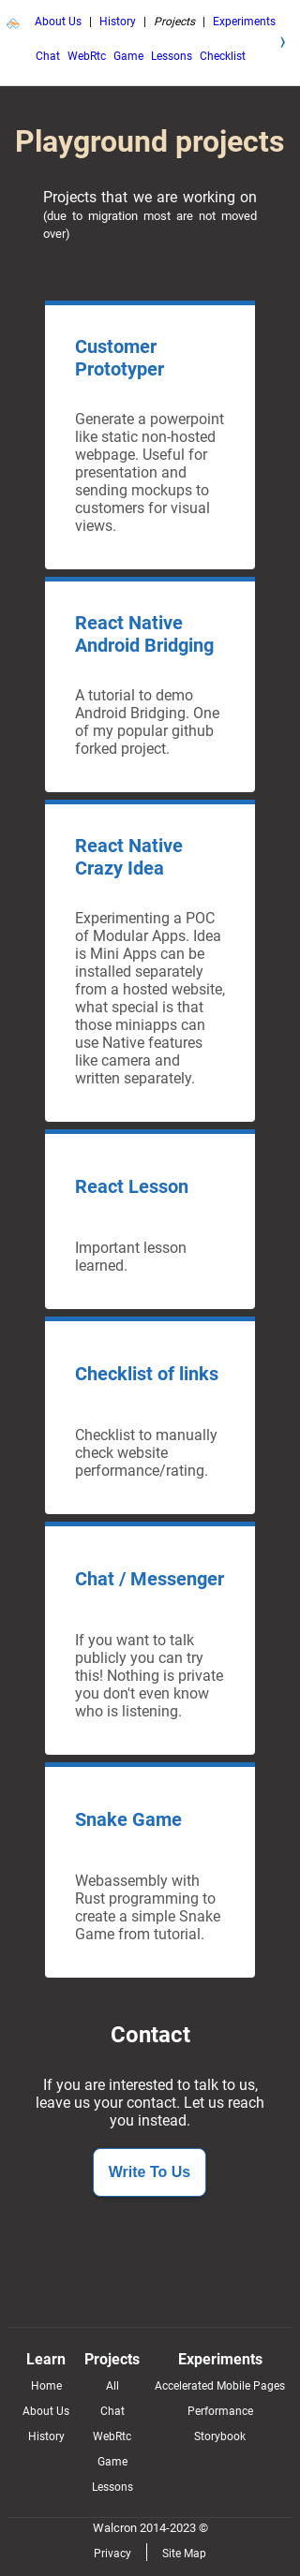 About Us | History | Projects | Experiments
❭
Chat WebRtc Game Lessons Checklist
Playground projects
Projects that we are working on
(due to migration most are not moved
over)
Customer
Prototyper
Generate a powerpoint
like static non-hosted
webpage. Useful for
presentation and
sending mockups to
customers for visual
views.
React Native
Android Bridging
A tutorial to demo
Android Bridging. One
of my popular github
forked project.
React Native
Crazy Idea
Experimenting a POC
of Modular Apps. Idea
is Mini Apps can be
installed separately
from a hosted website,
what special is that
those miniapps can
use Native features
like camera and
written separately.
React Lesson
Important lesson
learned.
Checklist of links
Checklist to manually
check website
performance/rating.
Chat / Messenger
If you want to talk
publicly you can try
this! Nothing is private
you don't even know
who is listening.
Snake Game
Webassembly with
Rust programming to
create a simple Snake
Game from tutorial.
Contact
If you are interested to talk to us,
leave us your contact. Let us reach
you instead.
Write To Us
Learn Projects Experiments
Home All Accelerated Mobile Pages
About Us Chat Performance
History WebRtc Storybook
Game
Lessons
Walcron 2014-2023 ©
Privacy Site Map